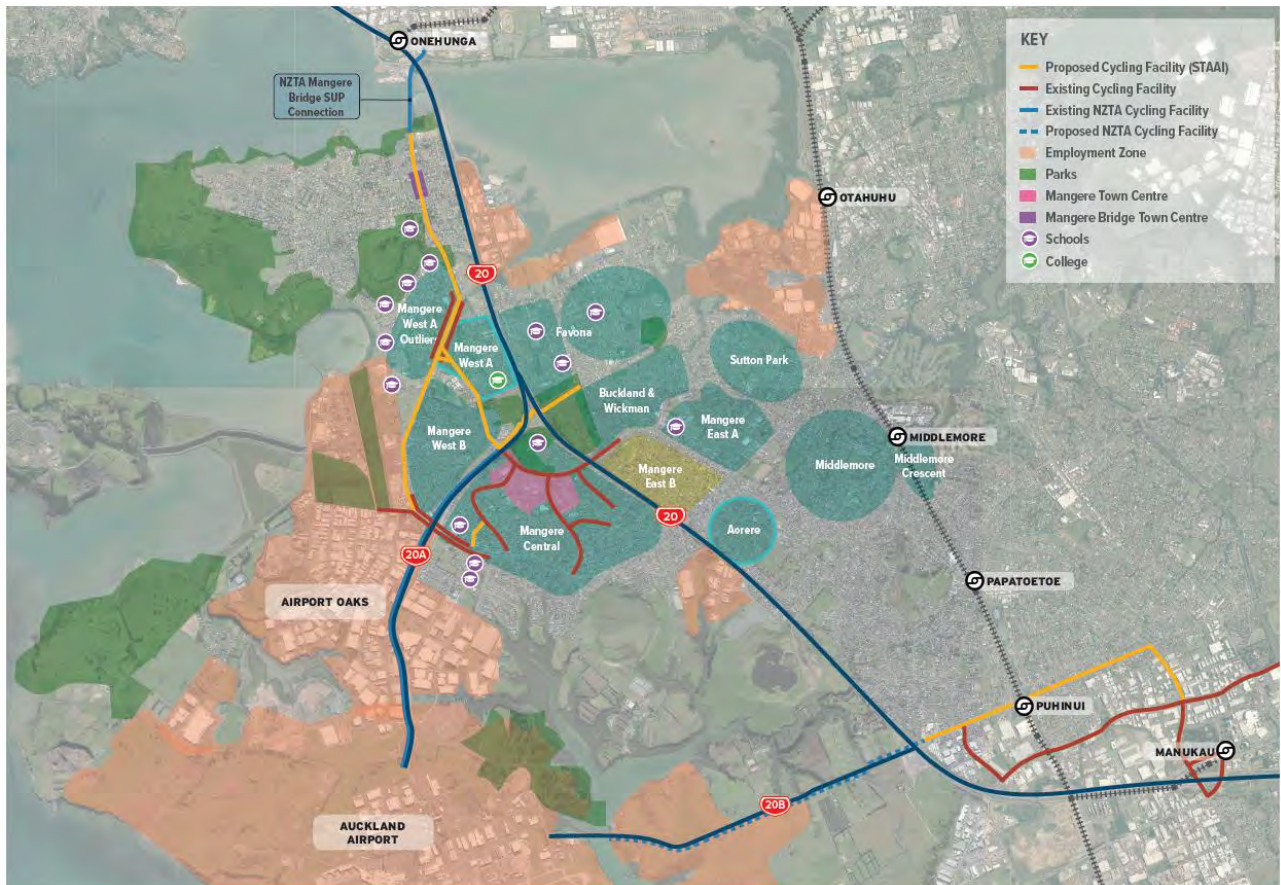 ONEHUNGA
NZTA Mangere
Bridge SUP
Connection
KEY
Proposed Cycling Facility (STAAI)
Existing Cycling Facility
Existing NZTA Cycling Facility
Proposed NZTA Cycling Facility
Employment Zone
Parks
Mangere Town Centre
Mangere Bridge Town Centre
Schools
College
OTAHUHU
20
Mangere
West A
Outlier
Mangere
West A
Favona
Sutton Park
Buckland &
Wickman
Mangere
East A
Mangere
West B
Middlemore
MIDDLEMORE
Middlemore
Crescent
Mangere
East B
20
Aorere
Mangere
Central
20A
AIRPORT OAKS
PAPATOETOE
PUHINUI
MANUKAU
20B
AUCKLAND
AIRPORT